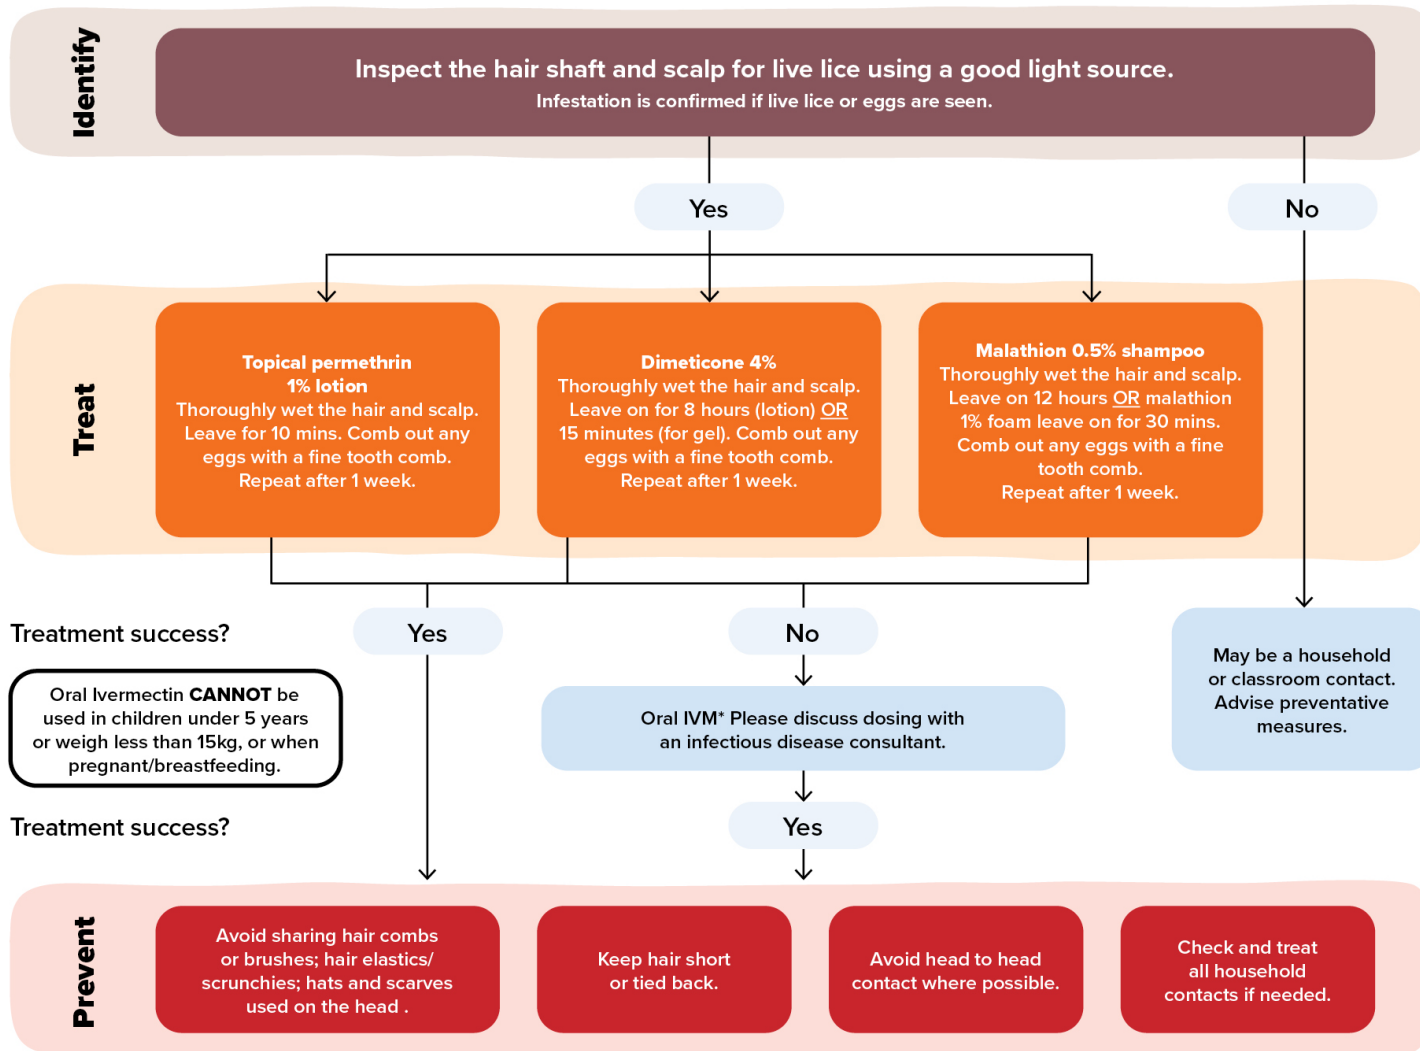 Identify
Inspect the hair shaft and scalp for live lice using a good light source.
Infestation is confirmed if live lice or eggs are seen.
Yes
No
Treat
Topical permethrin
1% lotion
Thoroughly wet the hair and scalp.
Leave for 10 mins. Comb out any
eggs with a fine tooth comb.
Repeat after 1 week.
Dimeticone 4%
Thoroughly wet the hair and scalp.
Leave on for 8 hours (lotion) OR
15 minutes (for gel). Comb out any
eggs with a fine tooth comb.
Repeat after 1 week.
Malathion 0.5% shampoo
Thoroughly wet the hair and scalp.
Leave on 12 hours OR malathion
1% foam leave on for 30 mins.
Comb out any eggs with a fine
tooth comb.
Repeat after 1 week.
Treatment success?
Yes
No
May be a household
or classroom contact.
Advise preventative
measures.
Oral Ivermectin CANNOT be
used in children under 5 years
or weigh less than 15kg, or when
pregnant/breastfeeding.
Oral IVM* Please discuss dosing with
an infectious disease consultant.
Treatment success?
Yes
Prevent
Avoid sharing hair combs
or brushes; hair elastics/
scrunchies; hats and scarves
used on the head .
Keep hair short
or tied back.
Avoid head to head
contact where possible.
Check and treat
all household
contacts if needed.